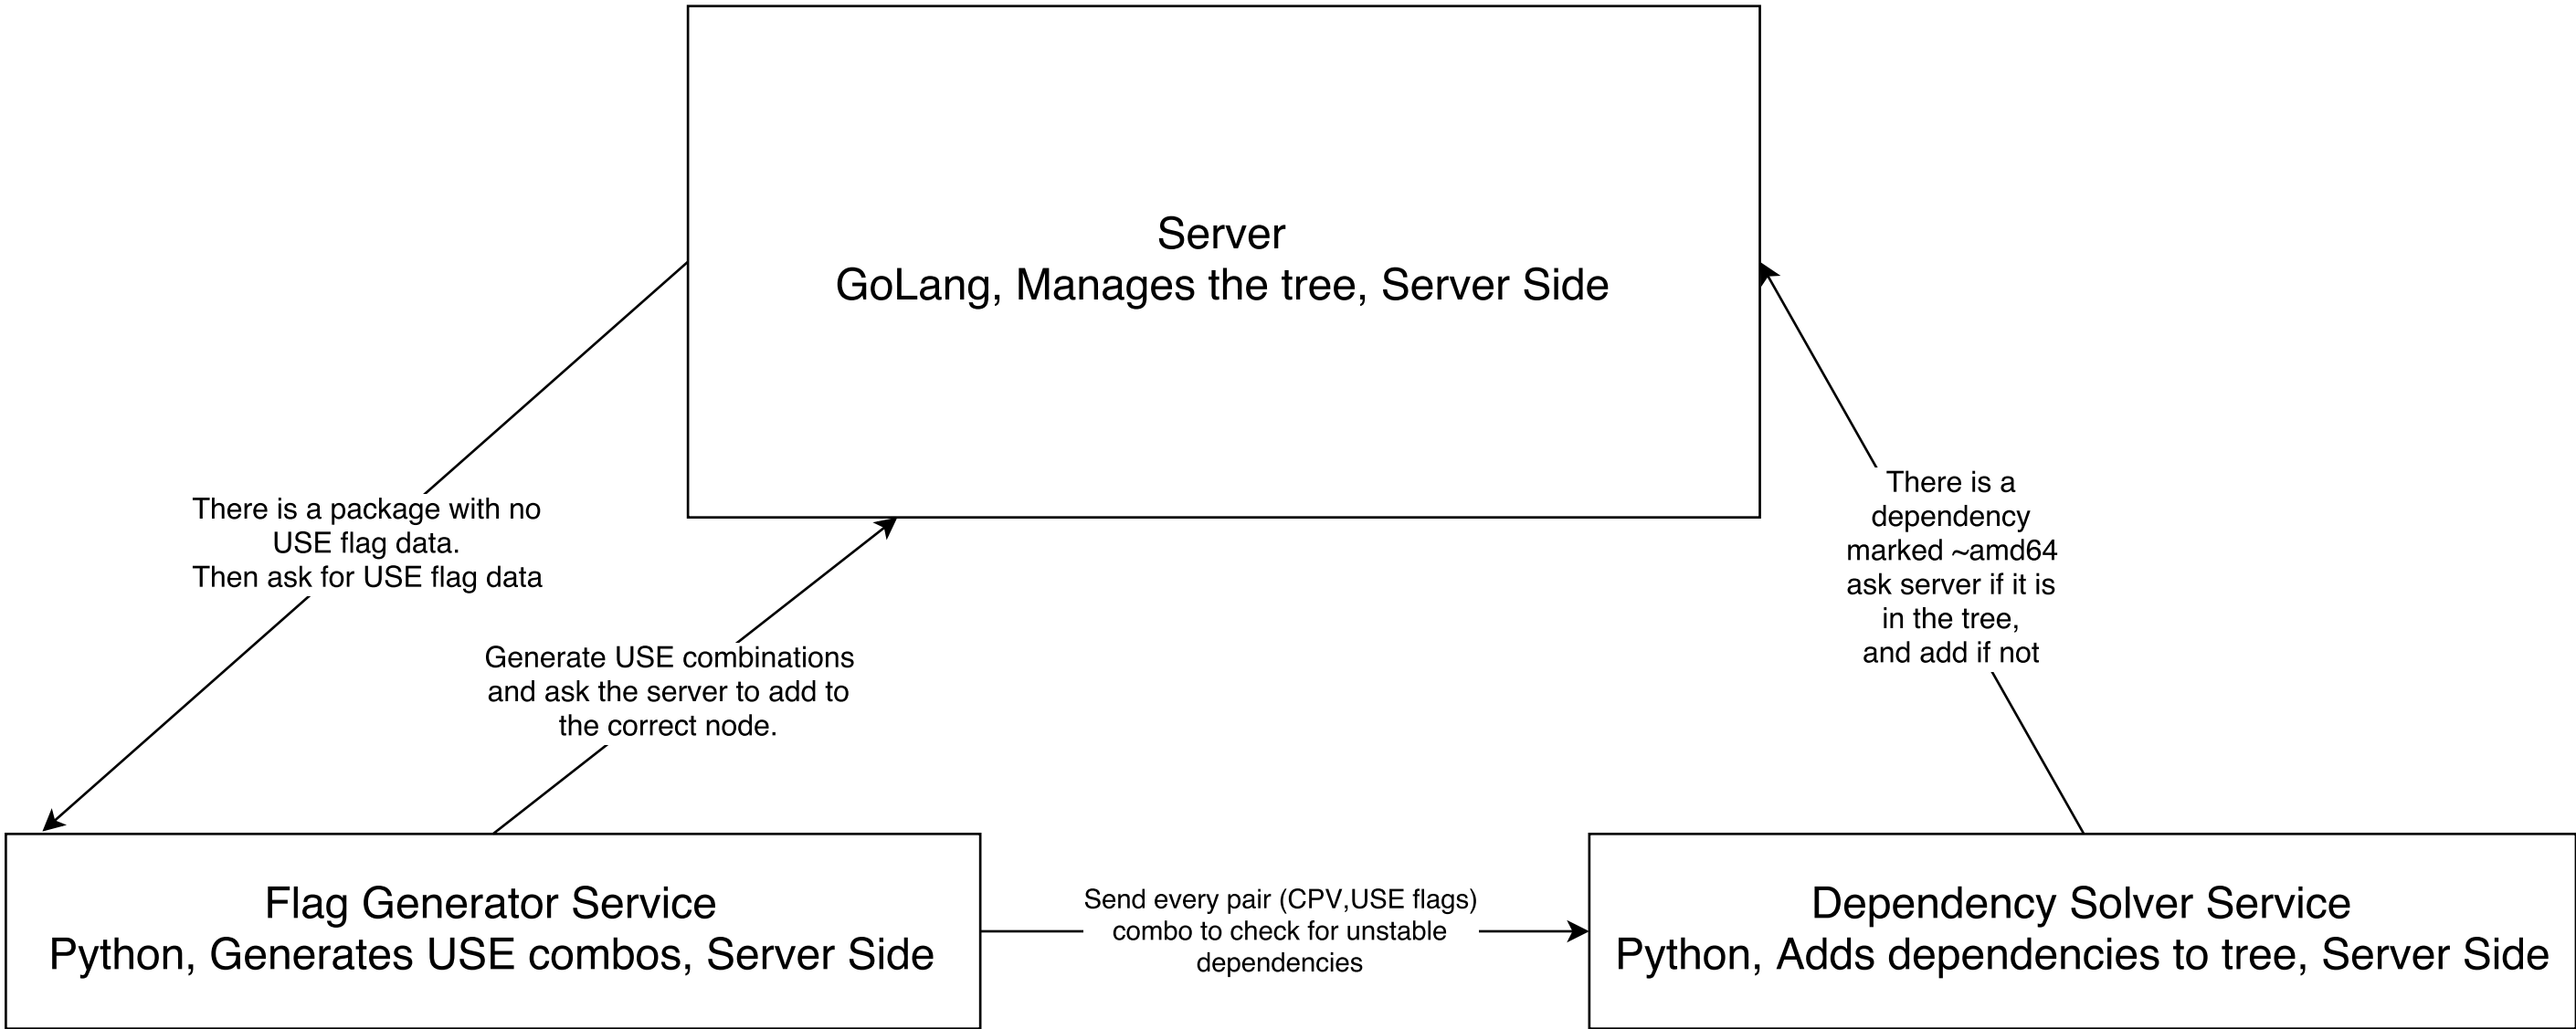 Server
GoLang, Manages the tree, Server Side
There is a package with no
USE flag data.
Then ask for USE flag data
Generate USE combinations
and ask the server to add to
the correct node.
There is a
dependency
marked ~amd64
ask server if it is
in the tree,
and add if not
Flag Generator Service
Python, Generates USE combos, Server Side
Send every pair (CPV,USE flags)
combo to check for unstable
dependencies
Dependency Solver Service
Python, Adds dependencies to tree, Server Side